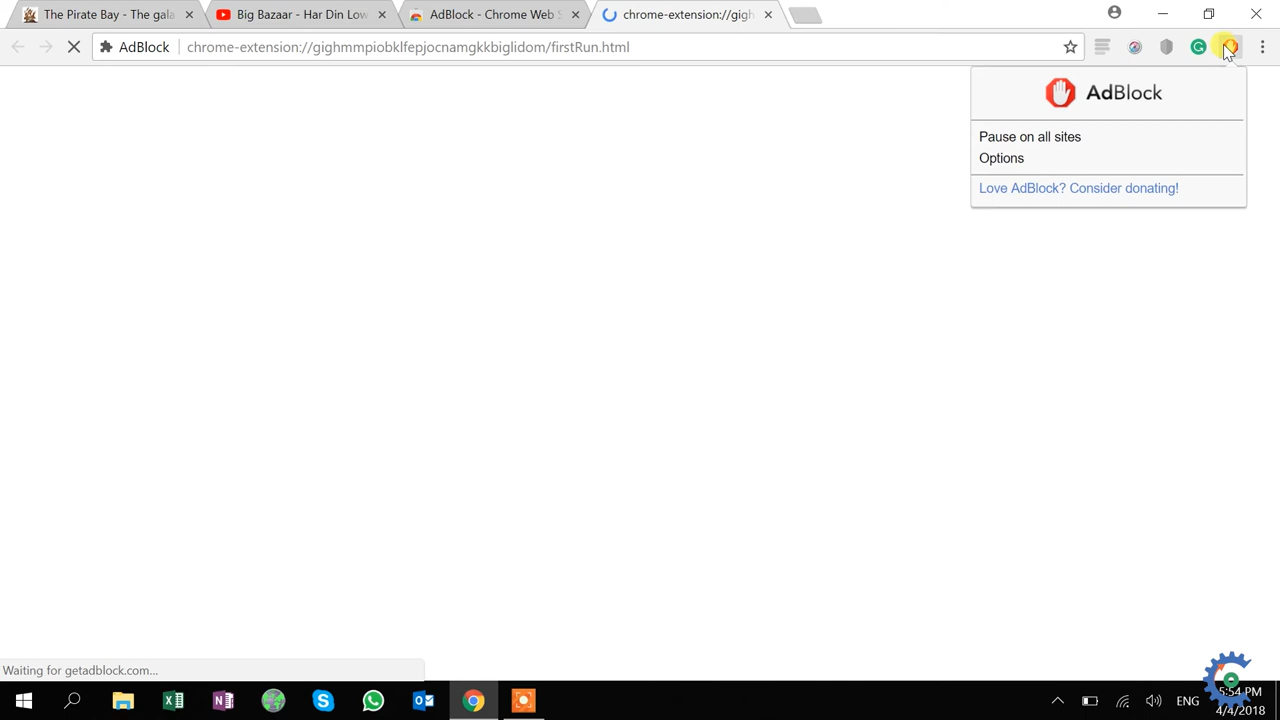 The Pirate Bay - The gala
Big Bazaar - Har Din Low
AdBlock - Chrome Web S
chrome-extension://gigh
AdBlock
chrome-extension://gighmmpiobklfepjocnamgkkbiglidom/firstRun.html
AdBlock
Pause on all sites
Options
Love AdBlock? Consider donating!
Waiting for getadblock.com...
ENG
5:54 PM
4/4/2018